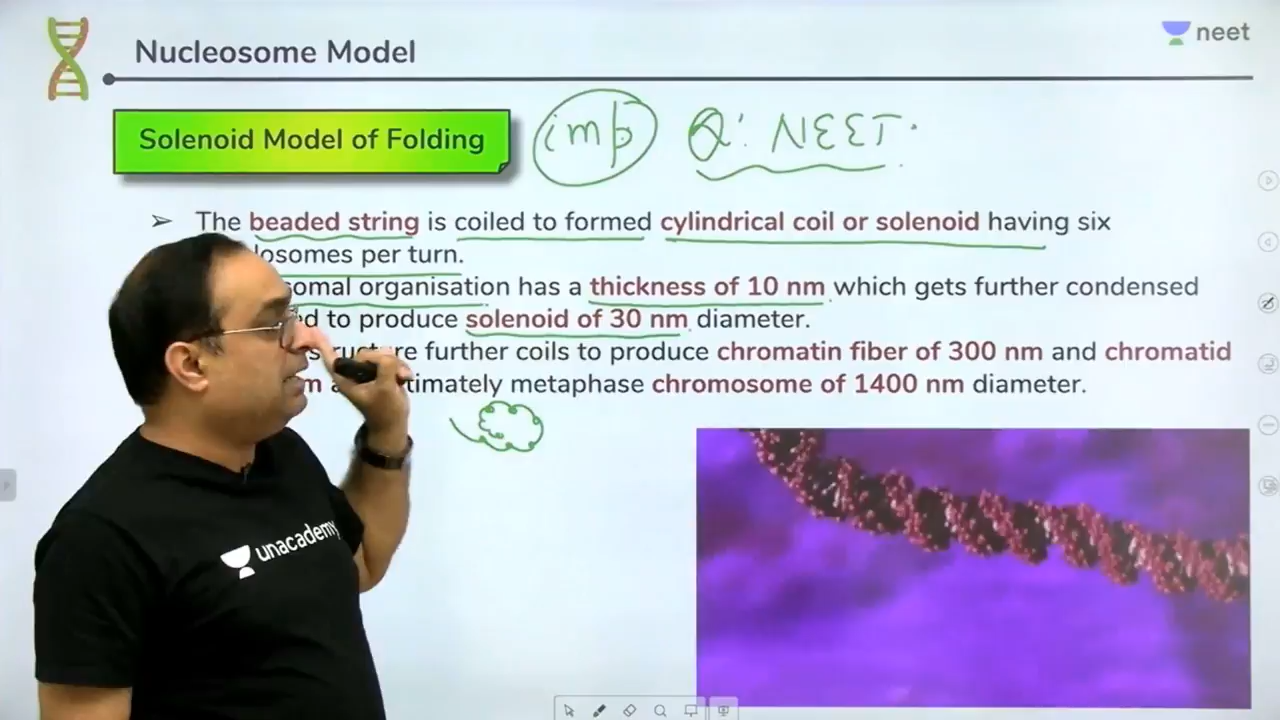 Nucleosome Model
neet
Solenoid Model of Folding
imp Q: NEET.
➢ The beaded string is coiled to formed cylindrical coil or solenoid having six
losomes per turn.
somal organisation has a thickness of 10 nm which gets further condensed
d to produce solenoid of 30 nm diameter.
structure further coils to produce chromatin fiber of 300 nm and chromatid
m timately metaphase chromosome of 1400 nm diameter.
unacademy